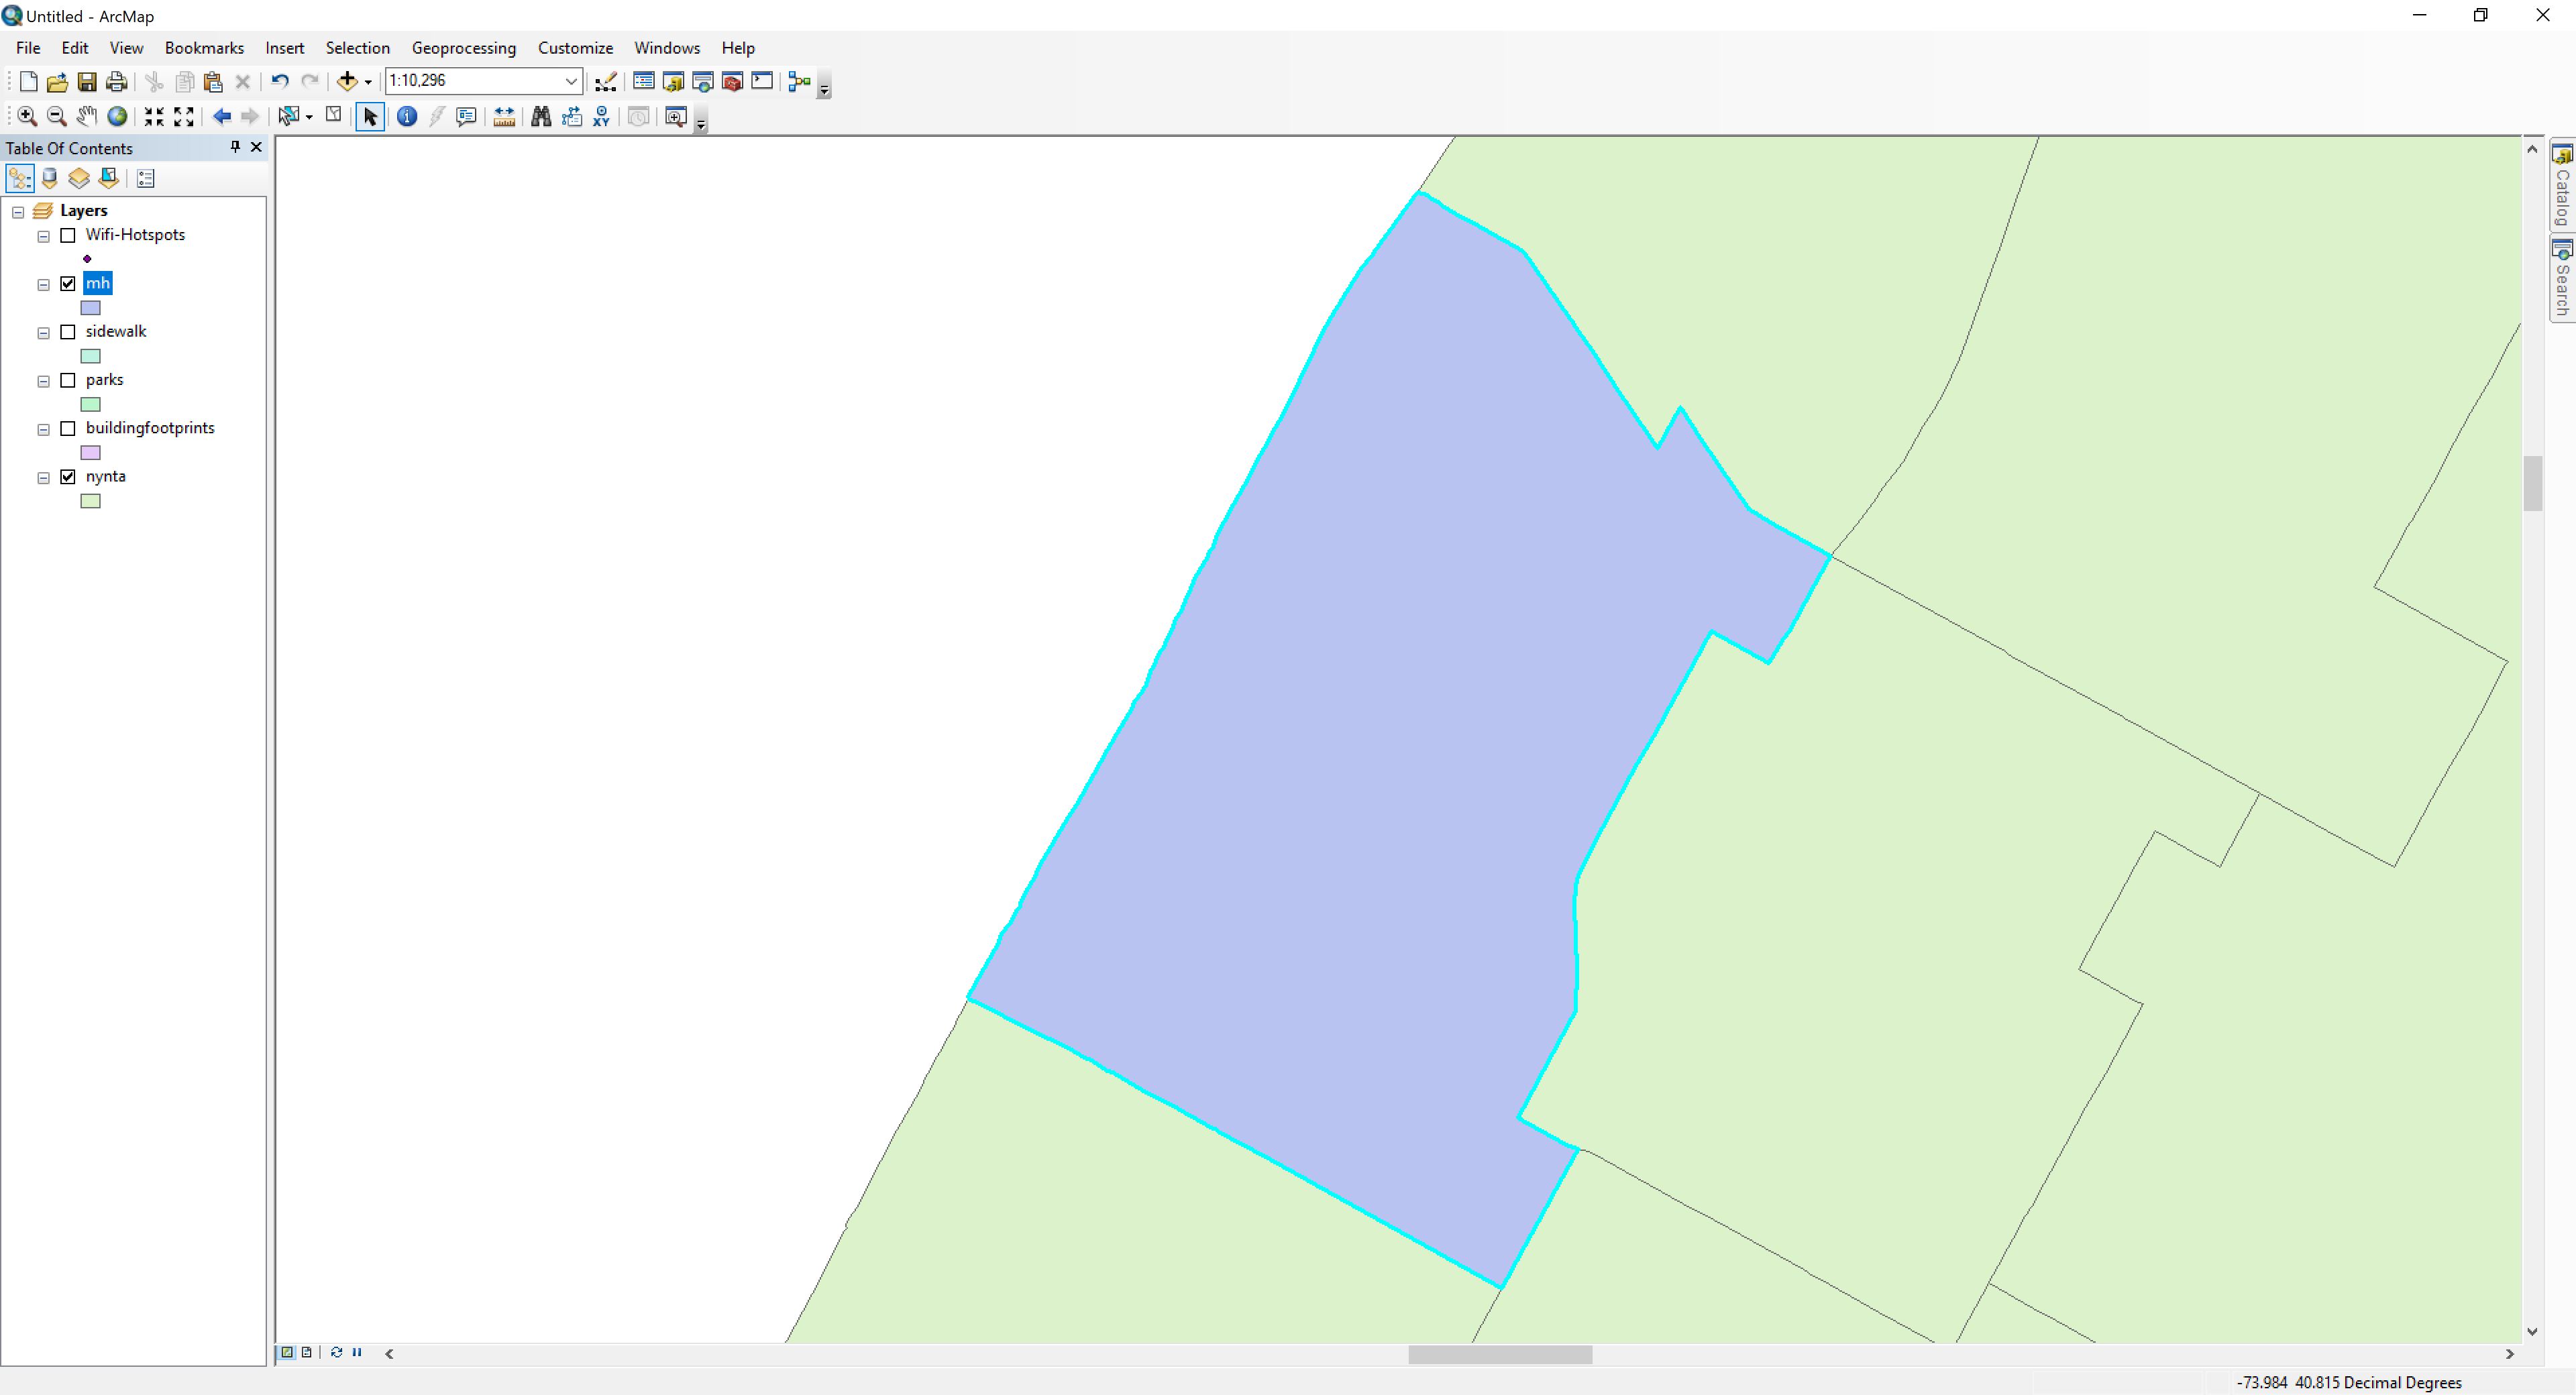 Untitled - ArcMap
File Edit View Bookmarks Insert Selection Geoprocessing Customize Windows Help
1:10,296
XY
Table Of Contents
Layers
Wifi-Hotspots
mh
sidewalk
parks
buildingfootprints
nynta
Catalog
Search
-73.984 40.815 Decimal Degrees